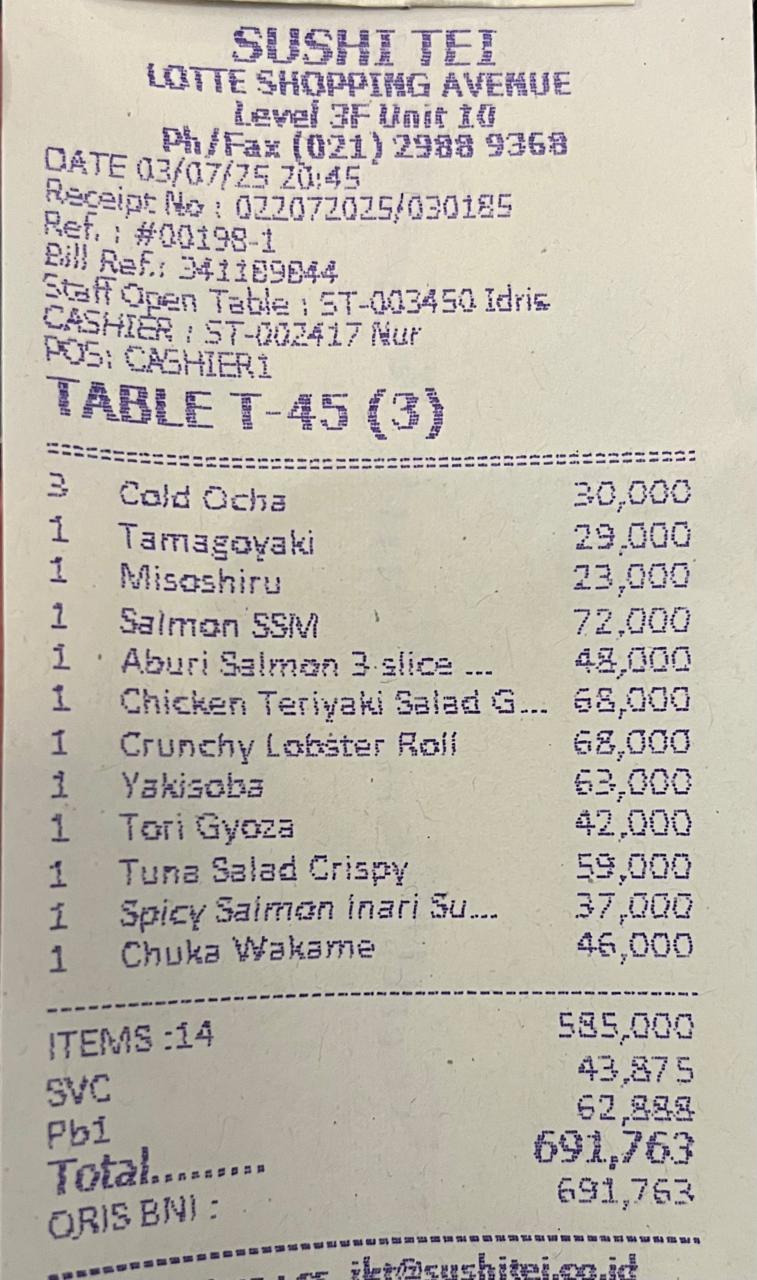 SUSHI TEI
LOTTE SHOPPING AVENUE
Level 3F Unit 10
Ph/Fax (021) 2988 9368
DATE 03/07/25 20:45
Receipt No : 022072025/030185
Ref. : #00198-1
Bill Ref.: 341189844
Staff Open Table : ST-003450 Idris
CASHIER : ST-002417 Nur
POS: CASHIER1
TABLE T-45 (3)
3 Cold Ocha 30,000
1 Tamagoyaki 29,000
1 Misoshiru 23,000
1 Salmon SSM 72,000
1 Aburi Salmon 3 slice ... 48,000
1 Chicken Teriyaki Salad G... 68,000
1 Crunchy Lobster Roll 68,000
1 Yakisoba 63,000
1 Tori Gyoza 42,000
1 Tuna Salad Crispy 59,000
1 Spicy Salmon Inari Su... 37,000
1 Chuka Wakame 46,000
ITEMS :14 585,000
SVC 43,875
Pb1 62,888
Total......... 691,763
QRIS BNI : 691,763
jkt@sushitei.co.id